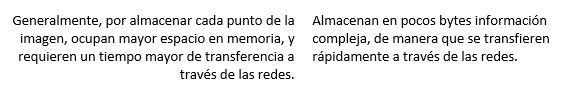 Generalmente, por almacenar cada punto de la
imagen, ocupan mayor espacio en memoria, y
requieren un tiempo mayor de transferencia a
través de las redes.
Almacenan en pocos bytes información
compleja, de manera que se transfieren
rápidamente a través de las redes.